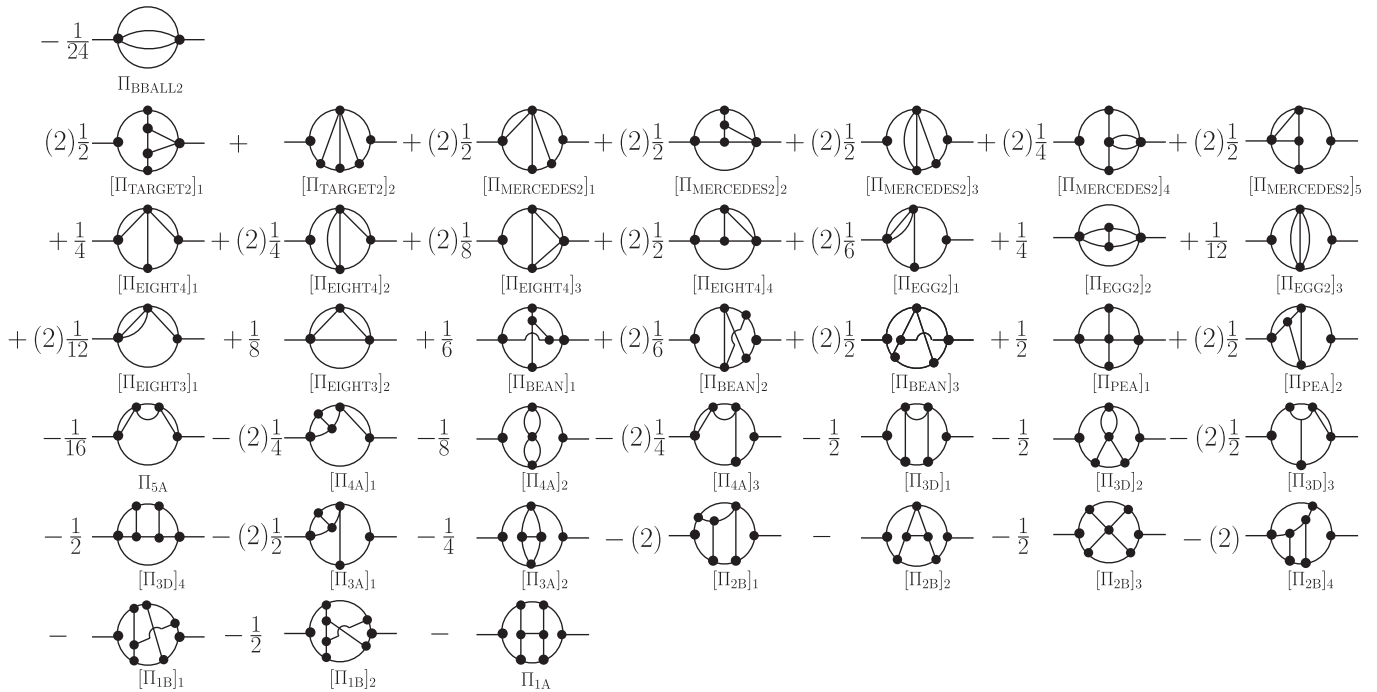 − 1/24
Π_BBALL2
(2)1/2 + + (2)1/2 + (2)1/2 + (2)1/2 + (2)1/4 + (2)1/2
[Π_TARGET2]_1 [Π_TARGET2]_2 [Π_MERCEDES2]_1 [Π_MERCEDES2]_2 [Π_MERCEDES2]_3 [Π_MERCEDES2]_4 [Π_MERCEDES2]_5
+ 1/4 + (2)1/4 + (2)1/8 + (2)1/2 + (2)1/6 + 1/4 + 1/12
[Π_EIGHT4]_1 [Π_EIGHT4]_2 [Π_EIGHT4]_3 [Π_EIGHT4]_4 [Π_EGG2]_1 [Π_EGG2]_2 [Π_EGG2]_3
+ (2)1/12 + 1/8 + 1/6 + (2)1/6 + (2)1/2 + 1/2 + (2)1/2
[Π_EIGHT3]_1 [Π_EIGHT3]_2 [Π_BEAN]_1 [Π_BEAN]_2 [Π_BEAN]_3 [Π_PEA]_1 [Π_PEA]_2
− 1/16 − (2)1/4 − 1/8 − (2)1/4 − 1/2 − 1/2 − (2)1/2
Π_5A [Π_4A]_1 [Π_4A]_2 [Π_4A]_3 [Π_3D]_1 [Π_3D]_2 [Π_3D]_3
− 1/2 − (2)1/2 − 1/4 − (2) − − 1/2 − (2)
[Π_3D]_4 [Π_3A]_1 [Π_3A]_2 [Π_2B]_1 [Π_2B]_2 [Π_2B]_3 [Π_2B]_4
− − 1/2 −
[Π_1B]_1 [Π_1B]_2 Π_1A